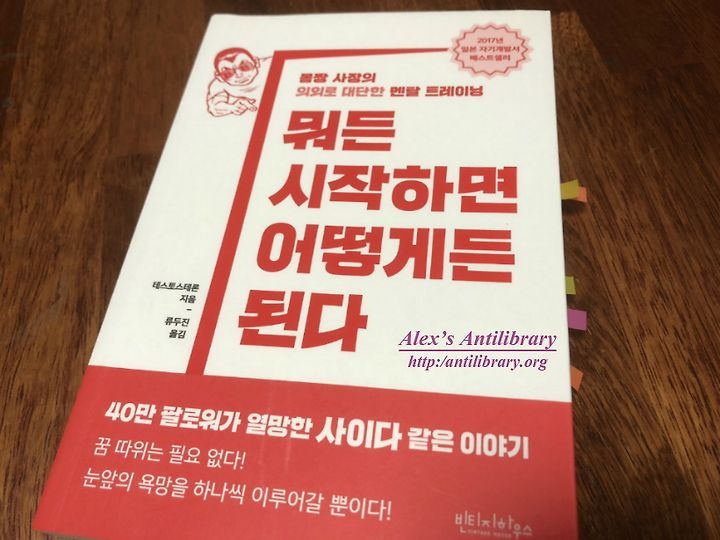 2017년
일본 자기계발서
베스트셀러
몸짱 사장의
의외로 대단한 멘탈 트레이닝
뭐든
시작하면
어떻게든
된다
테스토스테론
지음
류두진
옮김
Alex's Antilibrary
http:/antilibrary.org
40만 팔로워가 열망한 사이다 같은 이야기
꿈 따위는 필요 없다!
눈앞의 욕망을 하나씩 이루어갈 뿐이다!
빈티지하우스
VINTAGE HOUSE